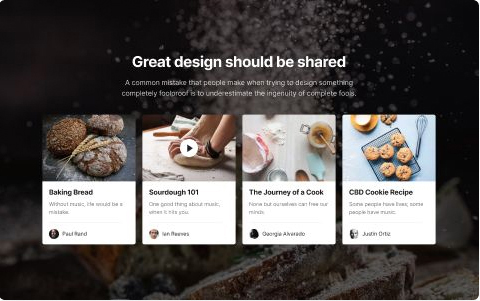 Great design should be shared
A common mistake that people make when trying to design something
completely foolproof is to underestimate the ingenuity of complete fools.
Baking Bread
Without music, life would be a
mistake.
Paul Rand
Sourdough 101
One good thing about music,
when it hits you.
Ian Reeves
The Journey of a Cook
None but ourselves can free our
minds
Georgia Alvarado
CBD Cookie Recipe
Some people have lives; some
people have music.
Justin Ortiz